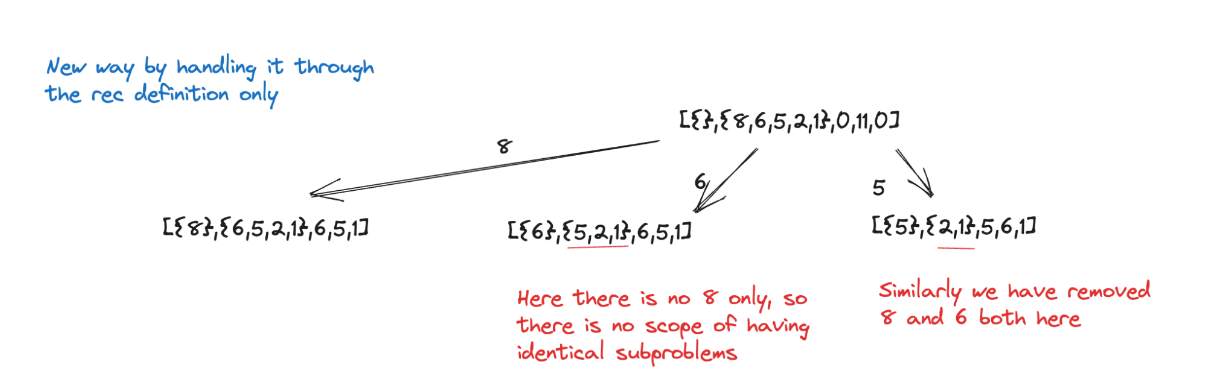 New way by handling it through
the rec definition only
[{},{8,6,5,2,1},0,11,0]
8
6
5
[{8},{6,5,2,1},6,5,1]
[{6},{5,2,1},6,5,1]
[{5},{2,1},5,6,1]
Here there is no 8 only, so
there is no scope of having
identical subproblems
Similarly we have removed
8 and 6 both here